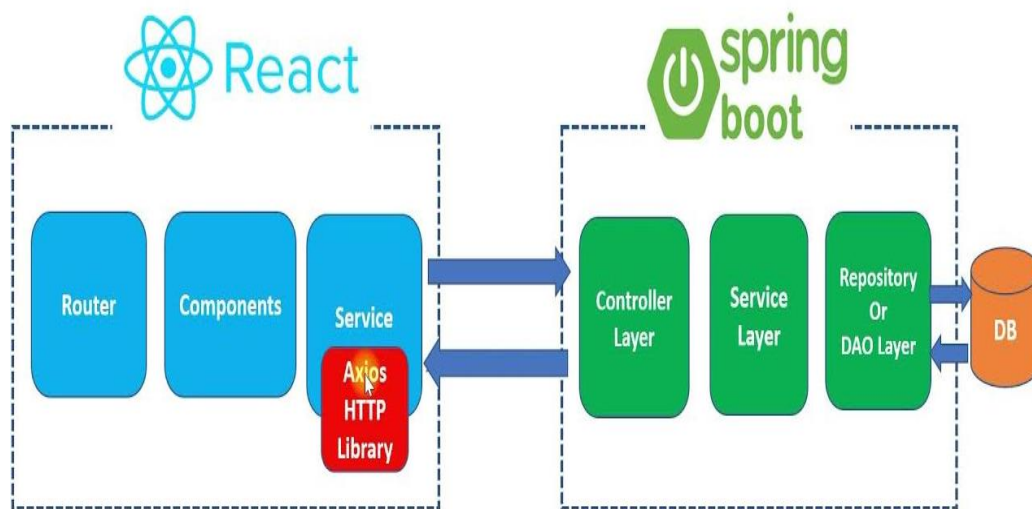 React
spring
boot
Router
Components
Service
Axios
HTTP
Library
Controller
Layer
Service
Layer
Repository
Or
DAO Layer
DB